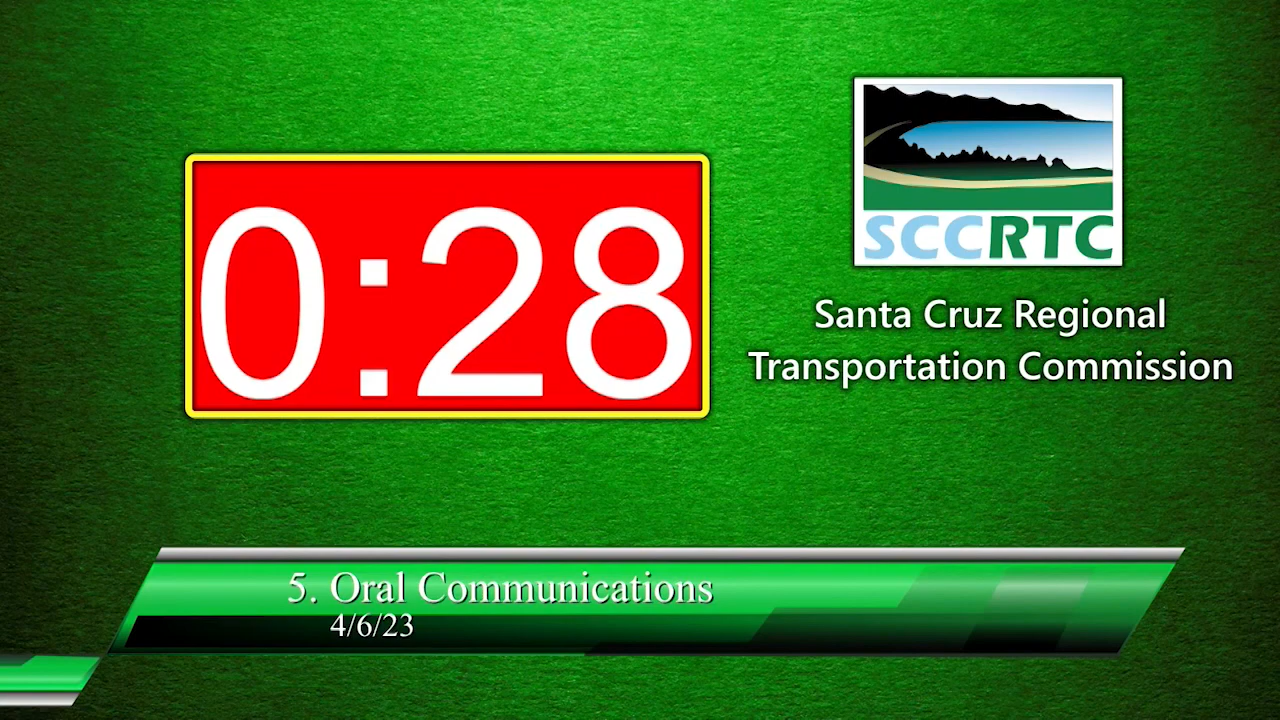 0:28
SCCRTC
Santa Cruz Regional
Transportation Commission
5. Oral Communications
4/6/23